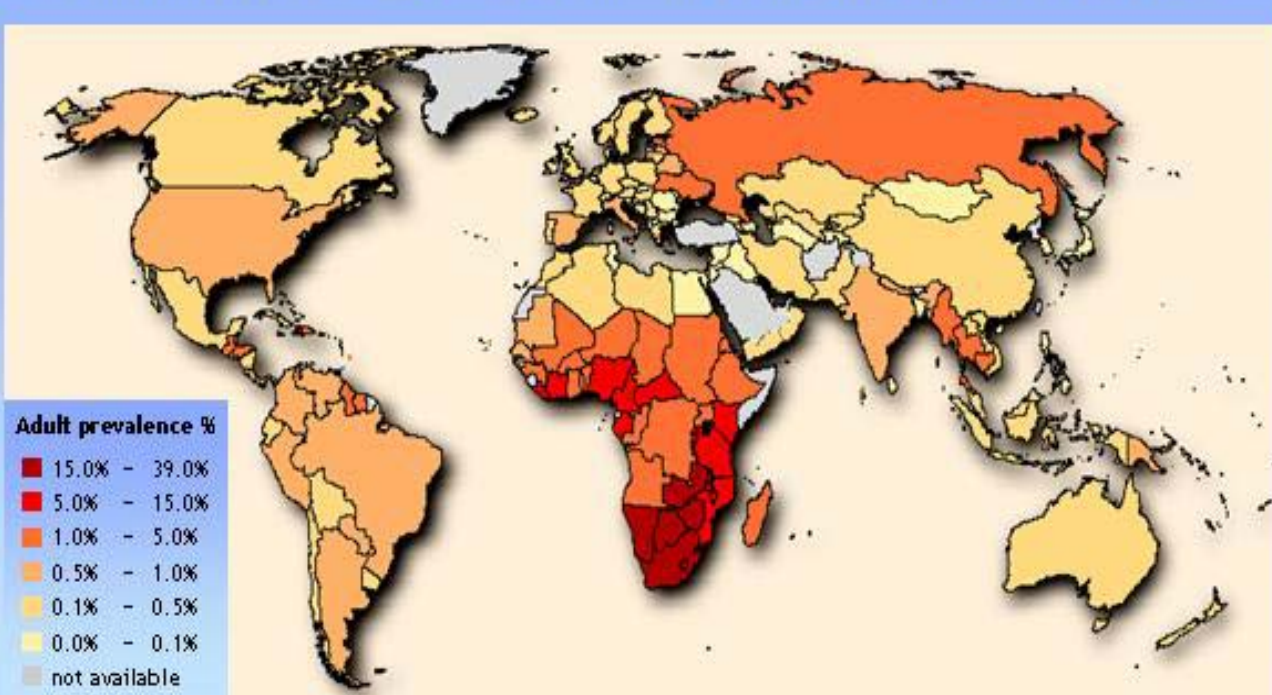 Adult prevalence %
15.0% - 39.0%
5.0% - 15.0%
1.0% - 5.0%
0.5% - 1.0%
0.1% - 0.5%
0.0% - 0.1%
not available